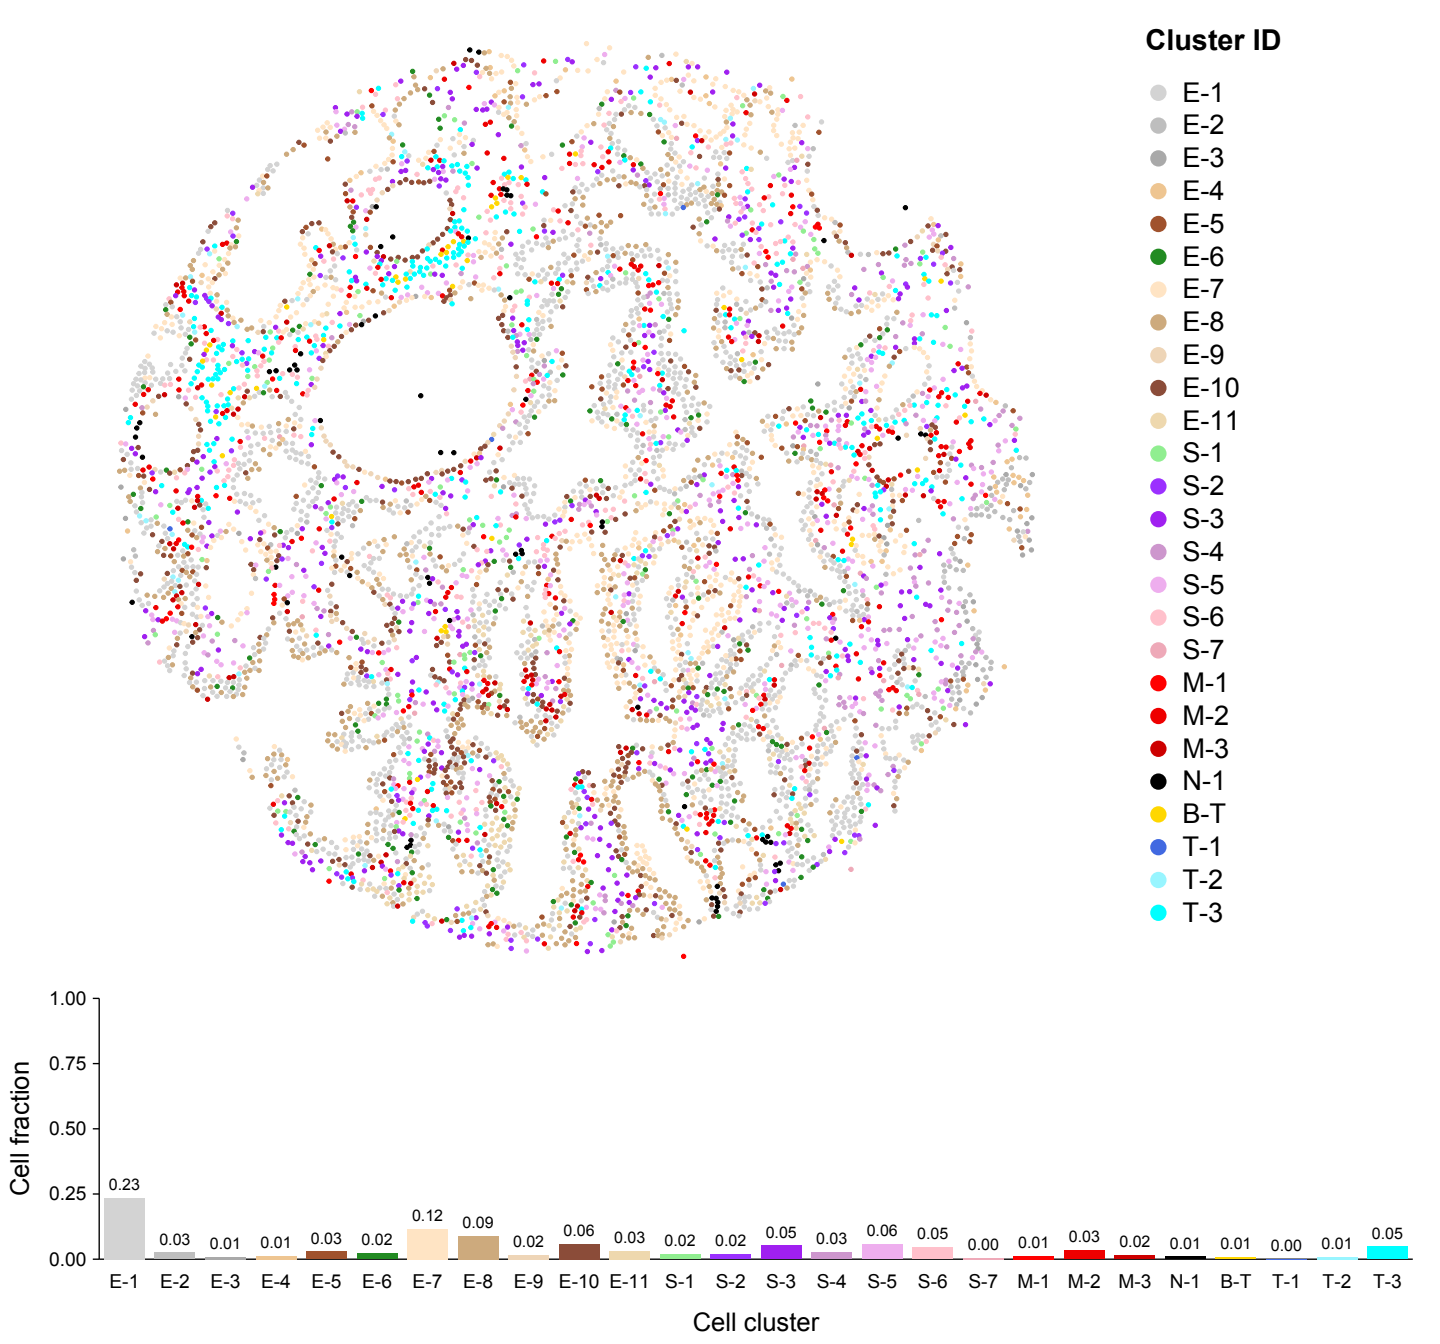 Cluster ID
E-1
E-2
E-3
E-4
E-5
E-6
E-7
E-8
E-9
E-10
E-11
S-1
S-2
S-3
S-4
S-5
S-6
S-7
M-1
M-2
M-3
N-1
B-T
T-1
T-2
T-3
1.00
0.75
0.50
0.25
0.00
Cell fraction
0.23 0.03 0.01 0.01 0.03 0.02 0.12 0.09 0.02 0.06 0.03 0.02 0.02 0.05 0.03 0.06 0.05 0.00 0.01 0.03 0.02 0.01 0.01 0.00 0.01 0.05
E-1 E-2 E-3 E-4 E-5 E-6 E-7 E-8 E-9 E-10 E-11 S-1 S-2 S-3 S-4 S-5 S-6 S-7 M-1 M-2 M-3 N-1 B-T T-1 T-2 T-3
Cell cluster